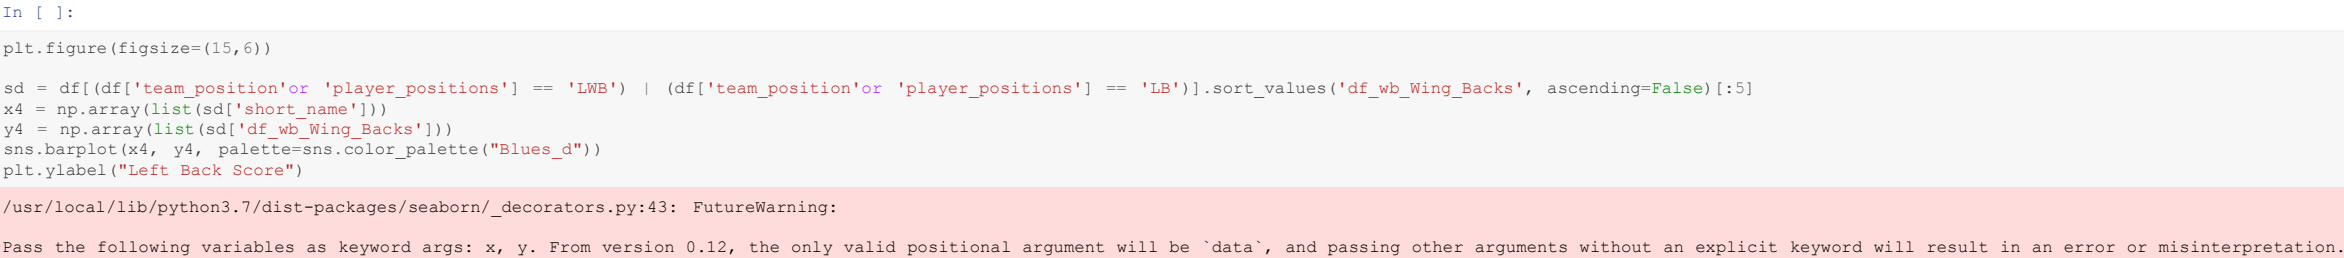 In [ ]:
plt.figure(figsize=(15,6))
sd = df[(df['team_position'or 'player_positions'] == 'LWB') | (df['team_position'or 'player_positions'] == 'LB')].sort_values('df_wb_Wing_Backs', ascending=False)[:5]
x4 = np.array(list(sd['short_name']))
y4 = np.array(list(sd['df_wb_Wing_Backs']))
sns.barplot(x4, y4, palette=sns.color_palette("Blues_d"))
plt.ylabel("Left Back Score")
/usr/local/lib/python3.7/dist-packages/seaborn/_decorators.py:43: FutureWarning:
Pass the following variables as keyword args: x, y. From version 0.12, the only valid positional argument will be `data`, and passing other arguments without an explicit keyword will result in an error or misinterpretation.